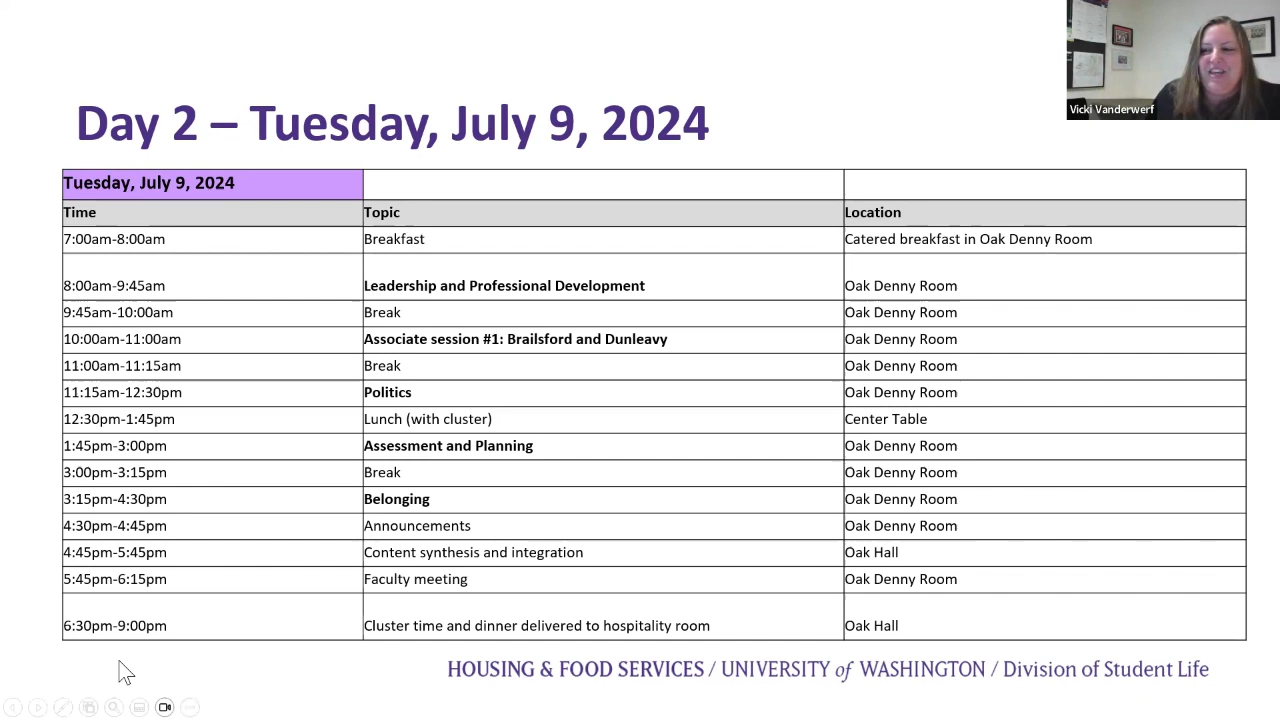 Vicki Vanderwerf
Day 2 – Tuesday, July 9, 2024
Tuesday, July 9, 2024
Time Topic Location
7:00am-8:00am Breakfast Catered breakfast in Oak Denny Room
8:00am-9:45am Leadership and Professional Development Oak Denny Room
9:45am-10:00am Break Oak Denny Room
10:00am-11:00am Associate session #1: Brailsford and Dunleavy Oak Denny Room
11:00am-11:15am Break Oak Denny Room
11:15am-12:30pm Politics Oak Denny Room
12:30pm-1:45pm Lunch (with cluster) Center Table
1:45pm-3:00pm Assessment and Planning Oak Denny Room
3:00pm-3:15pm Break Oak Denny Room
3:15pm-4:30pm Belonging Oak Denny Room
4:30pm-4:45pm Announcements Oak Denny Room
4:45pm-5:45pm Content synthesis and integration Oak Hall
5:45pm-6:15pm Faculty meeting Oak Denny Room
6:30pm-9:00pm Cluster time and dinner delivered to hospitality room Oak Hall
HOUSING & FOOD SERVICES / UNIVERSITY of WASHINGTON / Division of Student Life